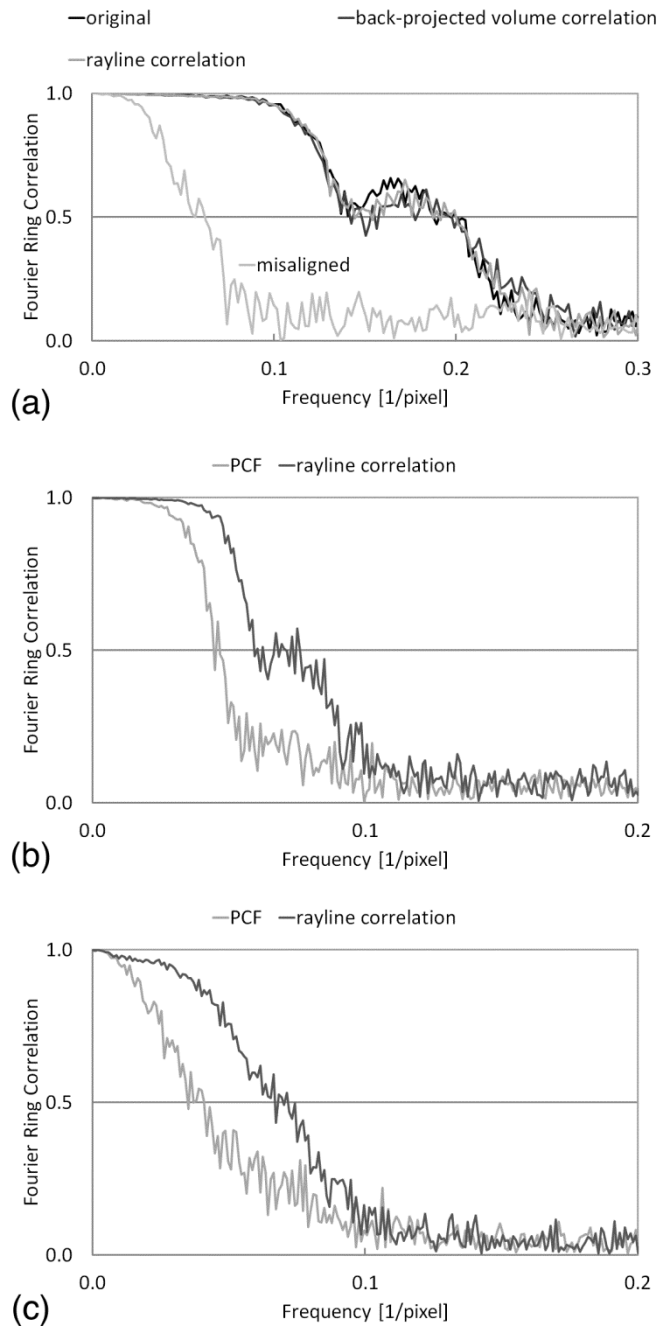 original back-projected volume correlation
rayline correlation
1.0
Fourier Ring Correlation
0.5
misaligned
0.0
0.0 0.1 0.2 0.3
(a) Frequency [1/pixel]
PCF rayline correlation
1.0
Fourier Ring Correlation
0.5
0.0
0.0 0.1 0.2
(b) Frequency [1/pixel]
PCF rayline correlation
1.0
Fourier Ring Correlation
0.5
0.0
0.0 0.1 0.2
(c) Frequency [1/pixel]